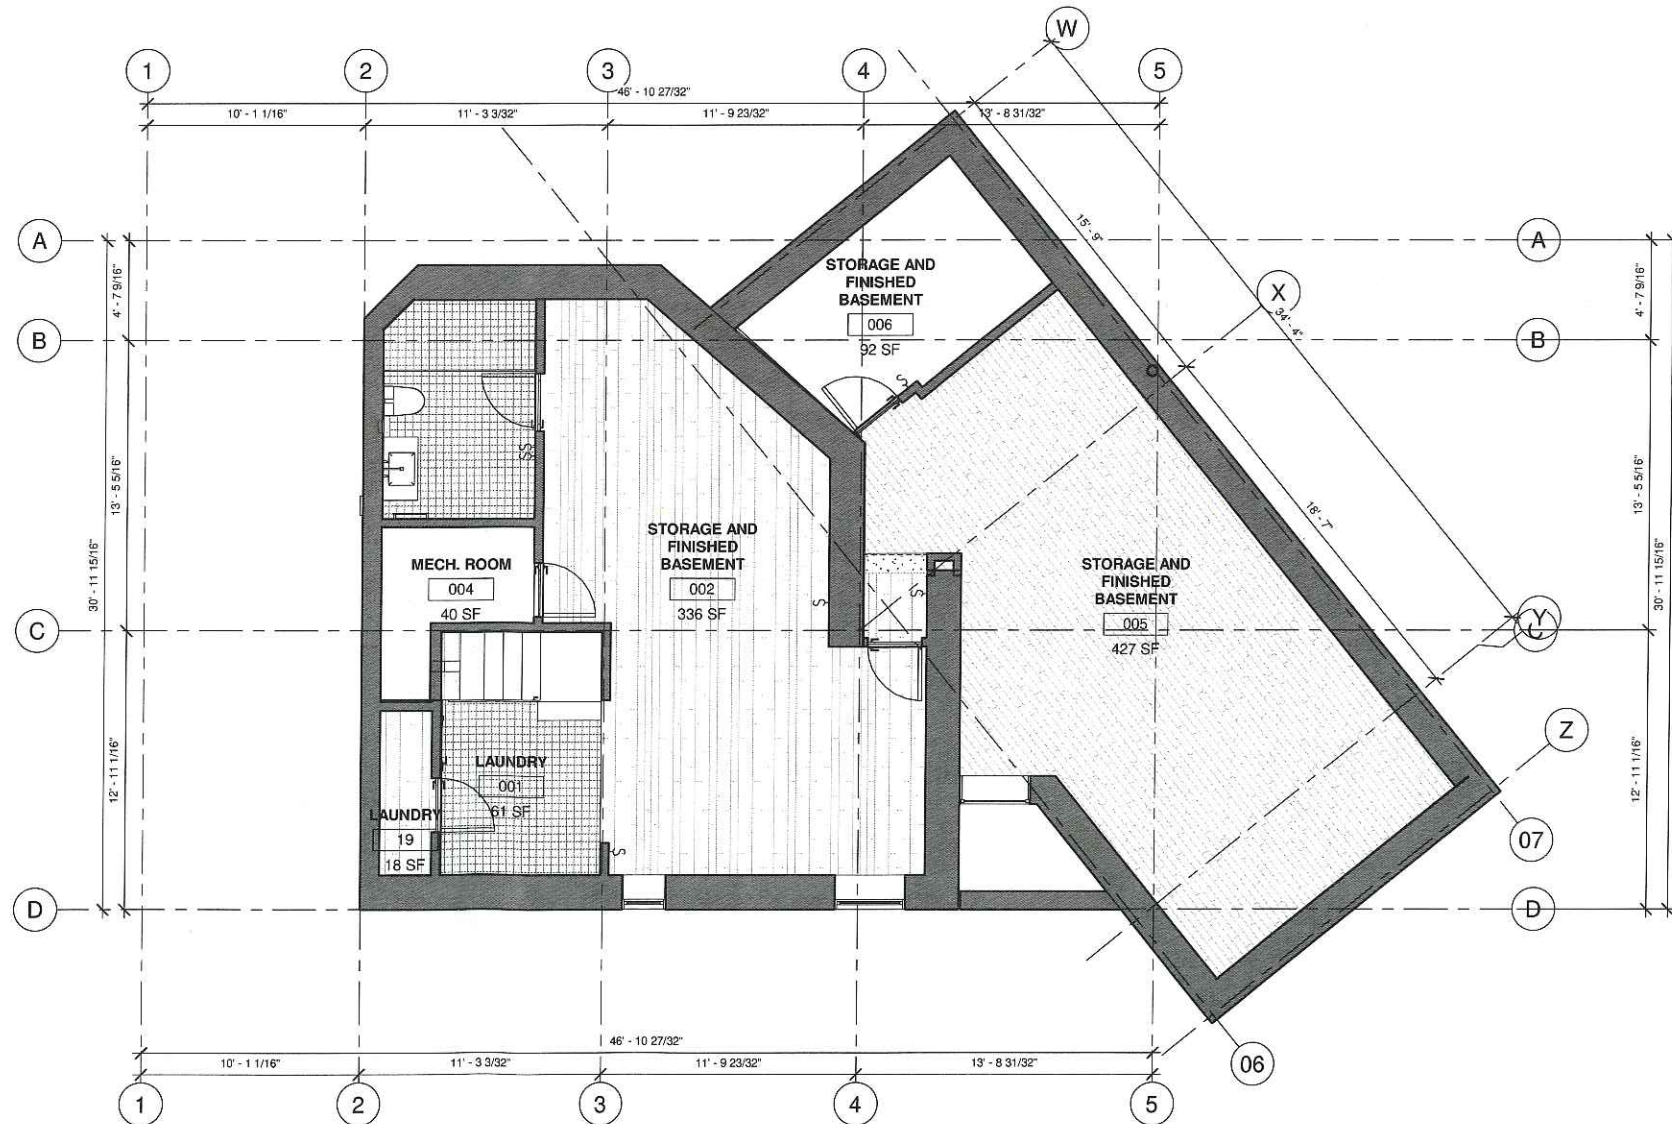 W
1
2
3
4
5
46' - 10 27/32"
10' - 1 1/16"
11' - 3 3/32"
11' - 9 23/32"
13' - 8 31/32"
A
A
15' - 9"
STORAGE AND
FINISHED
BASEMENT
006
92 SF
X
34' - 4"
4' - 7 9/16"
4' - 7 9/16"
B
B
13' - 5 5/16"
13' - 5 5/16"
S
SS
18' - 7"
STORAGE AND
FINISHED
BASEMENT
002
336 SF
MECH. ROOM
004
40 SF
S
S
STORAGE AND
FINISHED
BASEMENT
005
427 SF
30' - 11 15/16"
30' - 11 15/16"
C
Y
C
Z
12' - 11 1/16"
12' - 11 1/16"
LAUNDRY
001
61 SF
LAUNDRY
19
18 SF
S
07
D
D
46' - 10 27/32"
10' - 1 1/16"
11' - 3 3/32"
11' - 9 23/32"
13' - 8 31/32"
06
1
2
3
4
5